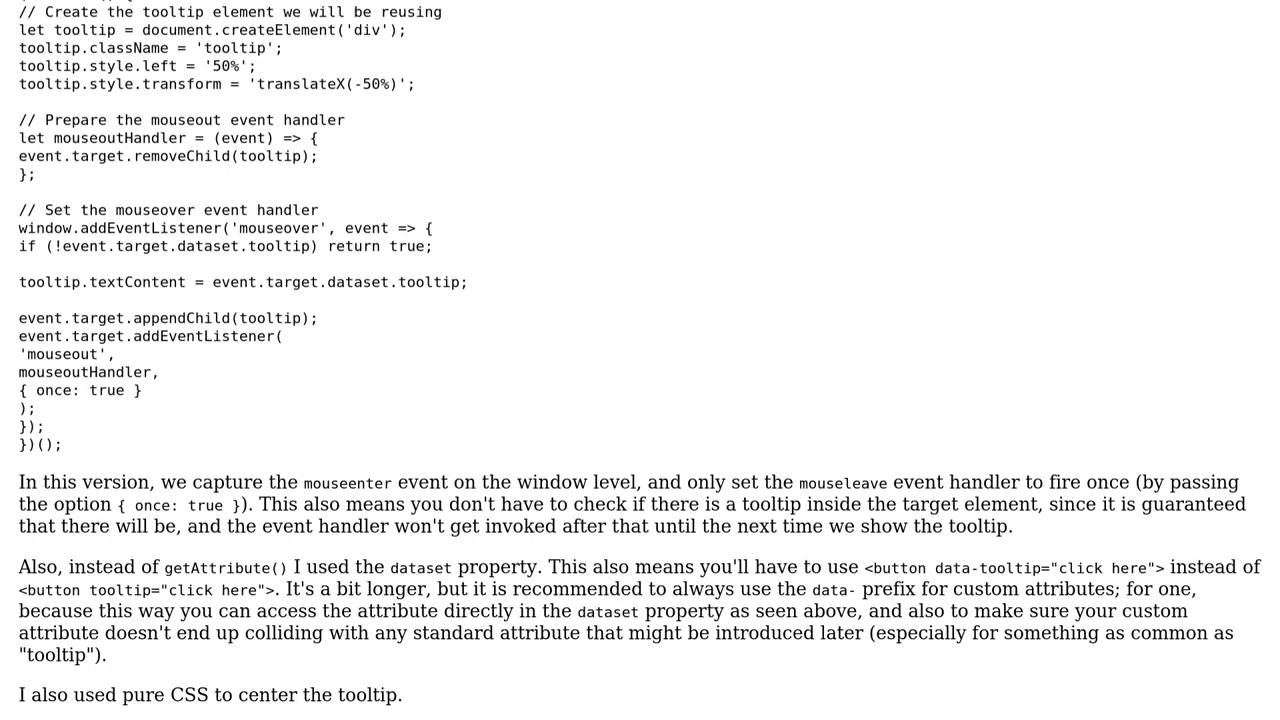 // Create the tooltip element we will be reusing
let tooltip = document.createElement('div');
tooltip.className = 'tooltip';
tooltip.style.left = '50%';
tooltip.style.transform = 'translateX(-50%)';
// Prepare the mouseout event handler
let mouseoutHandler = (event) => {
event.target.removeChild(tooltip);
};
// Set the mouseover event handler
window.addEventListener('mouseover', event => {
if (!event.target.dataset.tooltip) return true;
tooltip.textContent = event.target.dataset.tooltip;
event.target.appendChild(tooltip);
event.target.addEventListener(
'mouseout',
mouseoutHandler,
{ once: true }
);
});
})();
In this version, we capture the mouseenter event on the window level, and only set the mouseleave event handler to fire once (by passing
the option { once: true }). This also means you don't have to check if there is a tooltip inside the target element, since it is guaranteed
that there will be, and the event handler won't get invoked after that until the next time we show the tooltip.
Also, instead of getAttribute() I used the dataset property. This also means you'll have to use <button data-tooltip="click here"> instead of
<button tooltip="click here">. It's a bit longer, but it is recommended to always use the data- prefix for custom attributes; for one,
because this way you can access the attribute directly in the dataset property as seen above, and also to make sure your custom
attribute doesn't end up colliding with any standard attribute that might be introduced later (especially for something as common as
"tooltip").
I also used pure CSS to center the tooltip.